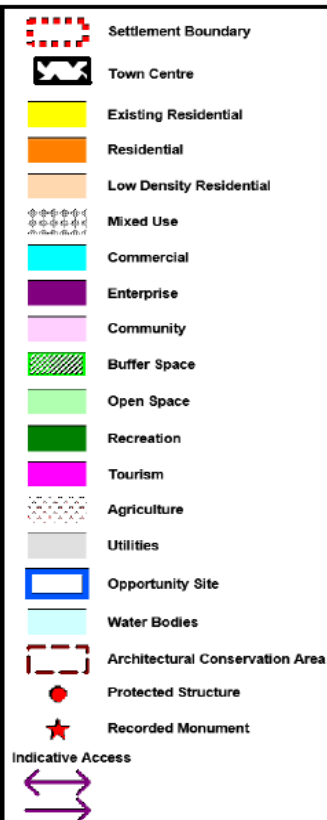 Settlement Boundary
Town Centre
Existing Residential
Residential
Low Density Residential
Mixed Use
Commercial
Enterprise
Community
Buffer Space
Open Space
Recreation
Tourism
Agriculture
Utilities
Opportunity Site
Water Bodies
Architectural Conservation Area
Protected Structure
Recorded Monument
Indicative Access